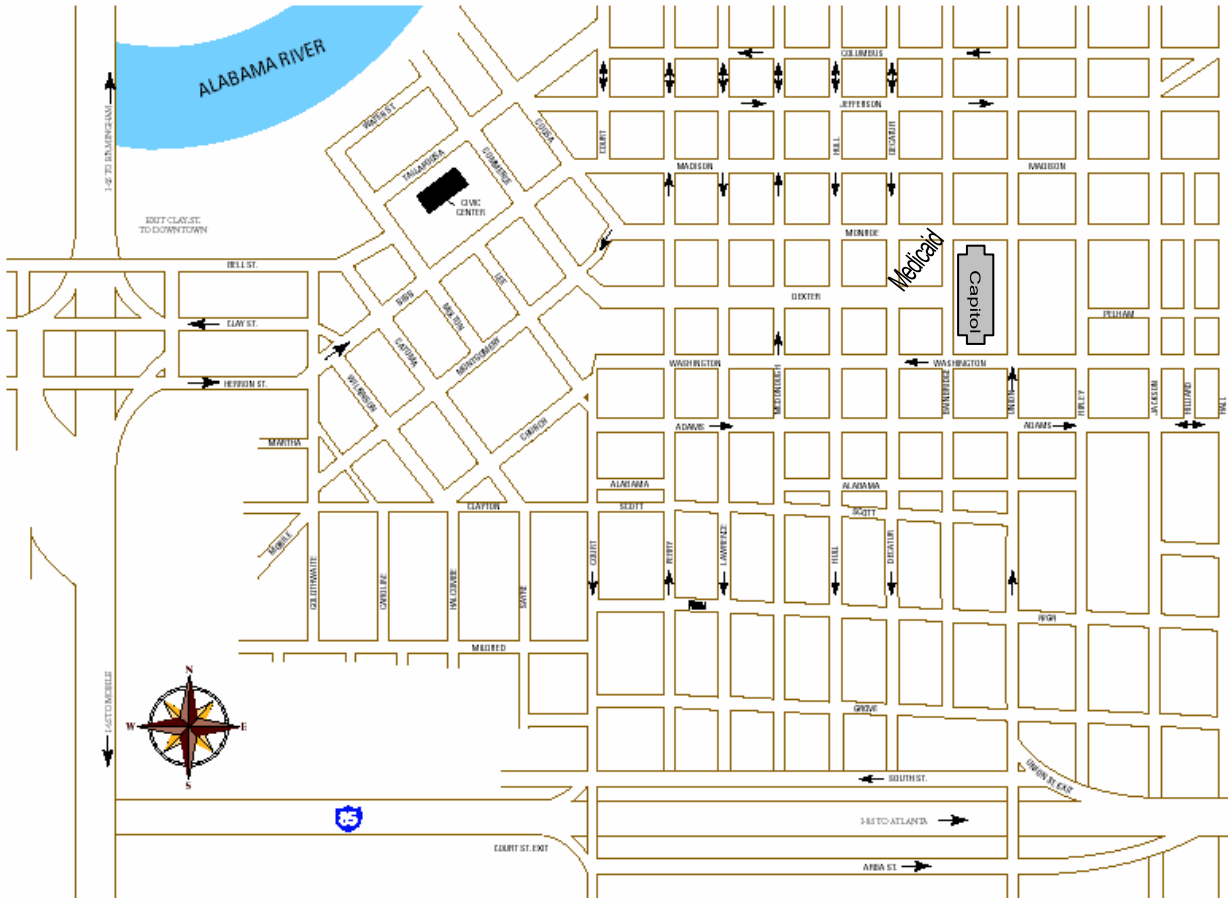 ALABAMA RIVER
COLUMBUS
JEFFERSON
WATER ST.
COOSA
COURT
HULL
DECATUR
I-65 TO BIRMINGHAM
TALLAPOOSA
COMMERCE
MADISON
MADISON
CIVIC
CENTER
EXIT CLAY ST.
TO DOWNTOWN
MONROE
Medicaid
BELL ST.
LEE
BIBB
DEXTER
Capitol
MOLTON
PELHAM
CLAY ST.
CATOMA
MONTGOMERY
WASHINGTON
WASHINGTON
HERRON ST.
WILKINSON
MCDONOUGH
BAINBRIDGE
UNION
RIPLEY
JACKSON
HILLIARD
HALL
CHURCH
ADAMS
ADAMS
MARTHA
ALABAMA
ALABAMA
CLAYTON
SCOTT
SCOTT
MOBILE
GOLDTHWAITE
CAROLINE
HALCOMBE
SAYRE
COURT
PERRY
LAWRENCE
HULL
DECATUR
HIGH
MILDRED
N
W
E
S
I-65 TO MOBILE
GROVE
SOUTH ST.
UNION ST. EXIT
85
I-85 TO ATLANTA
COURT ST. EXIT
ARBA ST.